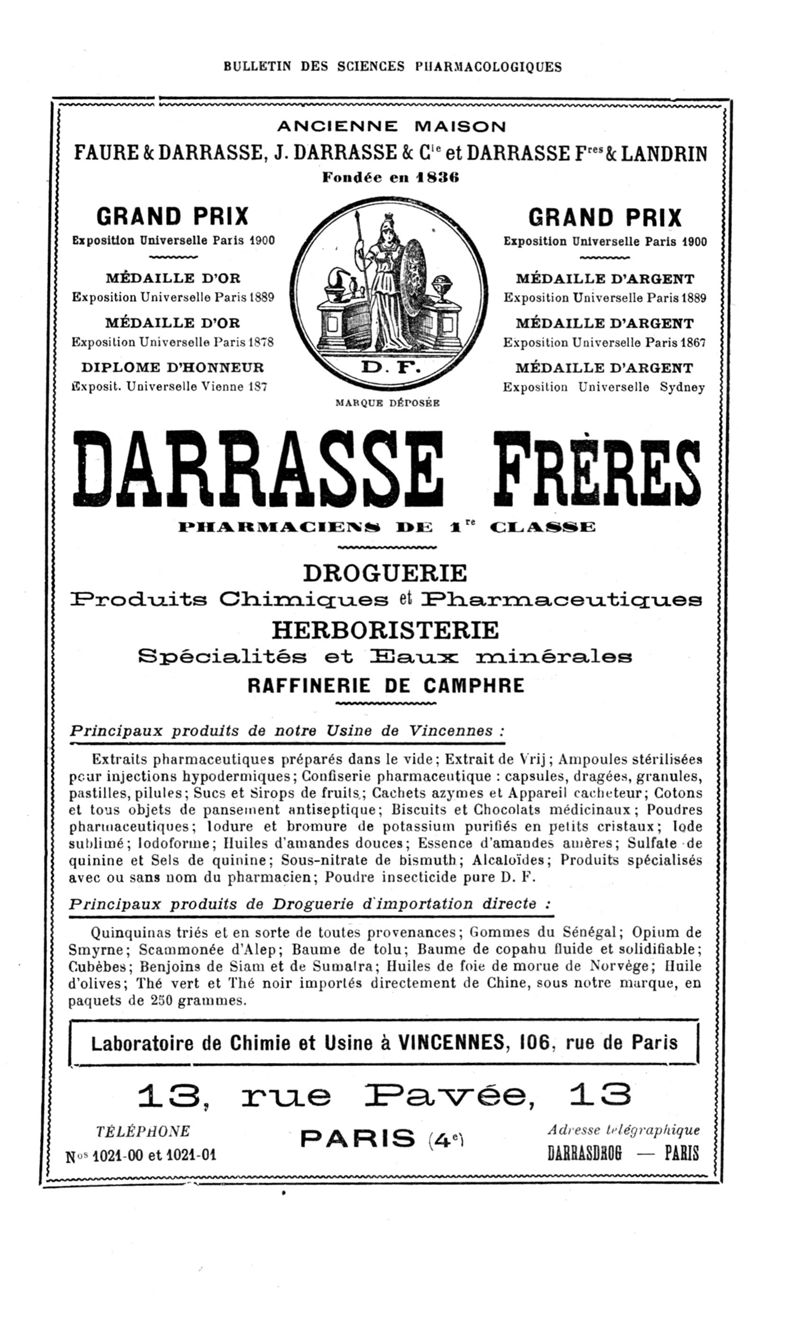 BULLETIN DES SCIENCES PHARMACOLOGIQUES
ANCIENNE MAISON
FAURE & DARRASSE, J. DARRASSE & Cie et DARRASSE Fres & LANDRIN
Fondée en 1836
GRAND PRIX
Exposition Universelle Paris 1900
MÉDAILLE D'OR
Exposition Universelle Paris 1889
MÉDAILLE D'OR
Exposition Universelle Paris 1878
DIPLOME D'HONNEUR
Exposit. Universelle Vienne 187
D. F.
MARQUE DÉPOSÉE
GRAND PRIX
Exposition Universelle Paris 1900
MÉDAILLE D'ARGENT
Exposition Universelle Paris 1889
MÉDAILLE D'ARGENT
Exposition Universelle Paris 1867
MÉDAILLE D'ARGENT
Exposition Universelle Sydney
DARRASSE FRÈRES
PHARMACIENS DE 1re CLASSE
DROGUERIE
Produits Chimiques et Pharmaceutiques
HERBORISTERIE
Spécialités et Eaux minérales
RAFFINERIE DE CAMPHRE
Principaux produits de notre Usine de Vincennes :
Extraits pharmaceutiques préparés dans le vide; Extrait de Vrij; Ampoules stérilisées
pour injections hypodermiques; Confiserie pharmaceutique : capsules, dragées, granules,
pastilles, pilules; Sucs et Sirops de fruits; Cachets azymes et Appareil cacheteur; Cotons
et tous objets de pansement antiseptique; Biscuits et Chocolats médicinaux; Poudres
pharmaceutiques; Iodure et bromure de potassium purifiés en petits cristaux; Iode
sublimé; Iodoforme; Huiles d'amandes douces; Essence d'amandes amères; Sulfate de
quinine et Sels de quinine; Sous-nitrate de bismuth; Alcaloïdes; Produits spécialisés
avec ou sans nom du pharmacien; Poudre insecticide pure D. F.
Principaux produits de Droguerie d'importation directe :
Quinquinas triés et en sorte de toutes provenances; Gommes du Sénégal; Opium de
Smyrne; Scammonée d'Alep; Baume de tolu; Baume de copahu fluide et solidifiable;
Cubèbes; Benjoins de Siam et de Sumatra; Huiles de foie de morue de Norvège; Huile
d'olives; Thé vert et Thé noir importés directement de Chine, sous notre marque, en
paquets de 250 grammes.
Laboratoire de Chimie et Usine à VINCENNES, 106, rue de Paris
13, rue Pavée, 13
TÉLÉPHONE
Nos 1021-00 et 1021-01
PARIS (4e)
Adresse télégraphique
DARRASDROG — PARIS